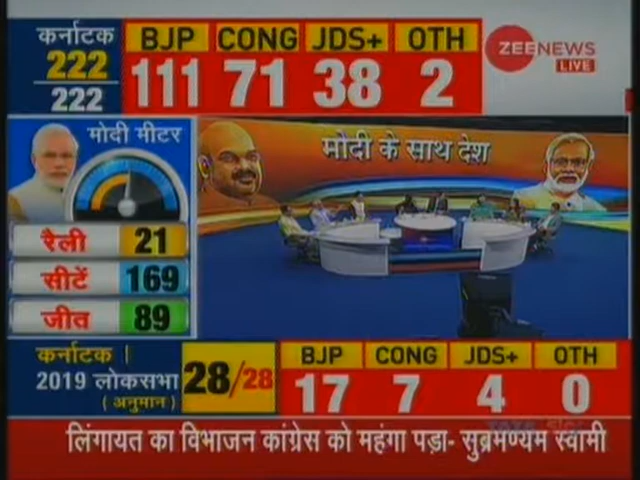 कर्नाटक BJP CONG JDS+ OTH ZEENEWS
222 111 71 38 2 LIVE
222
मोदी मीटर मोदी के साथ देश
रैली 21
सीटें 169
जीत 89
कर्नाटक BJP CONG JDS+ OTH
2019 लोकसभा 28/28 17 7 4 0
(अनुमान)
लिंगायत का विभाजन कांग्रेस को महंगा पड़ा- सुब्रमण्यम स्वामी